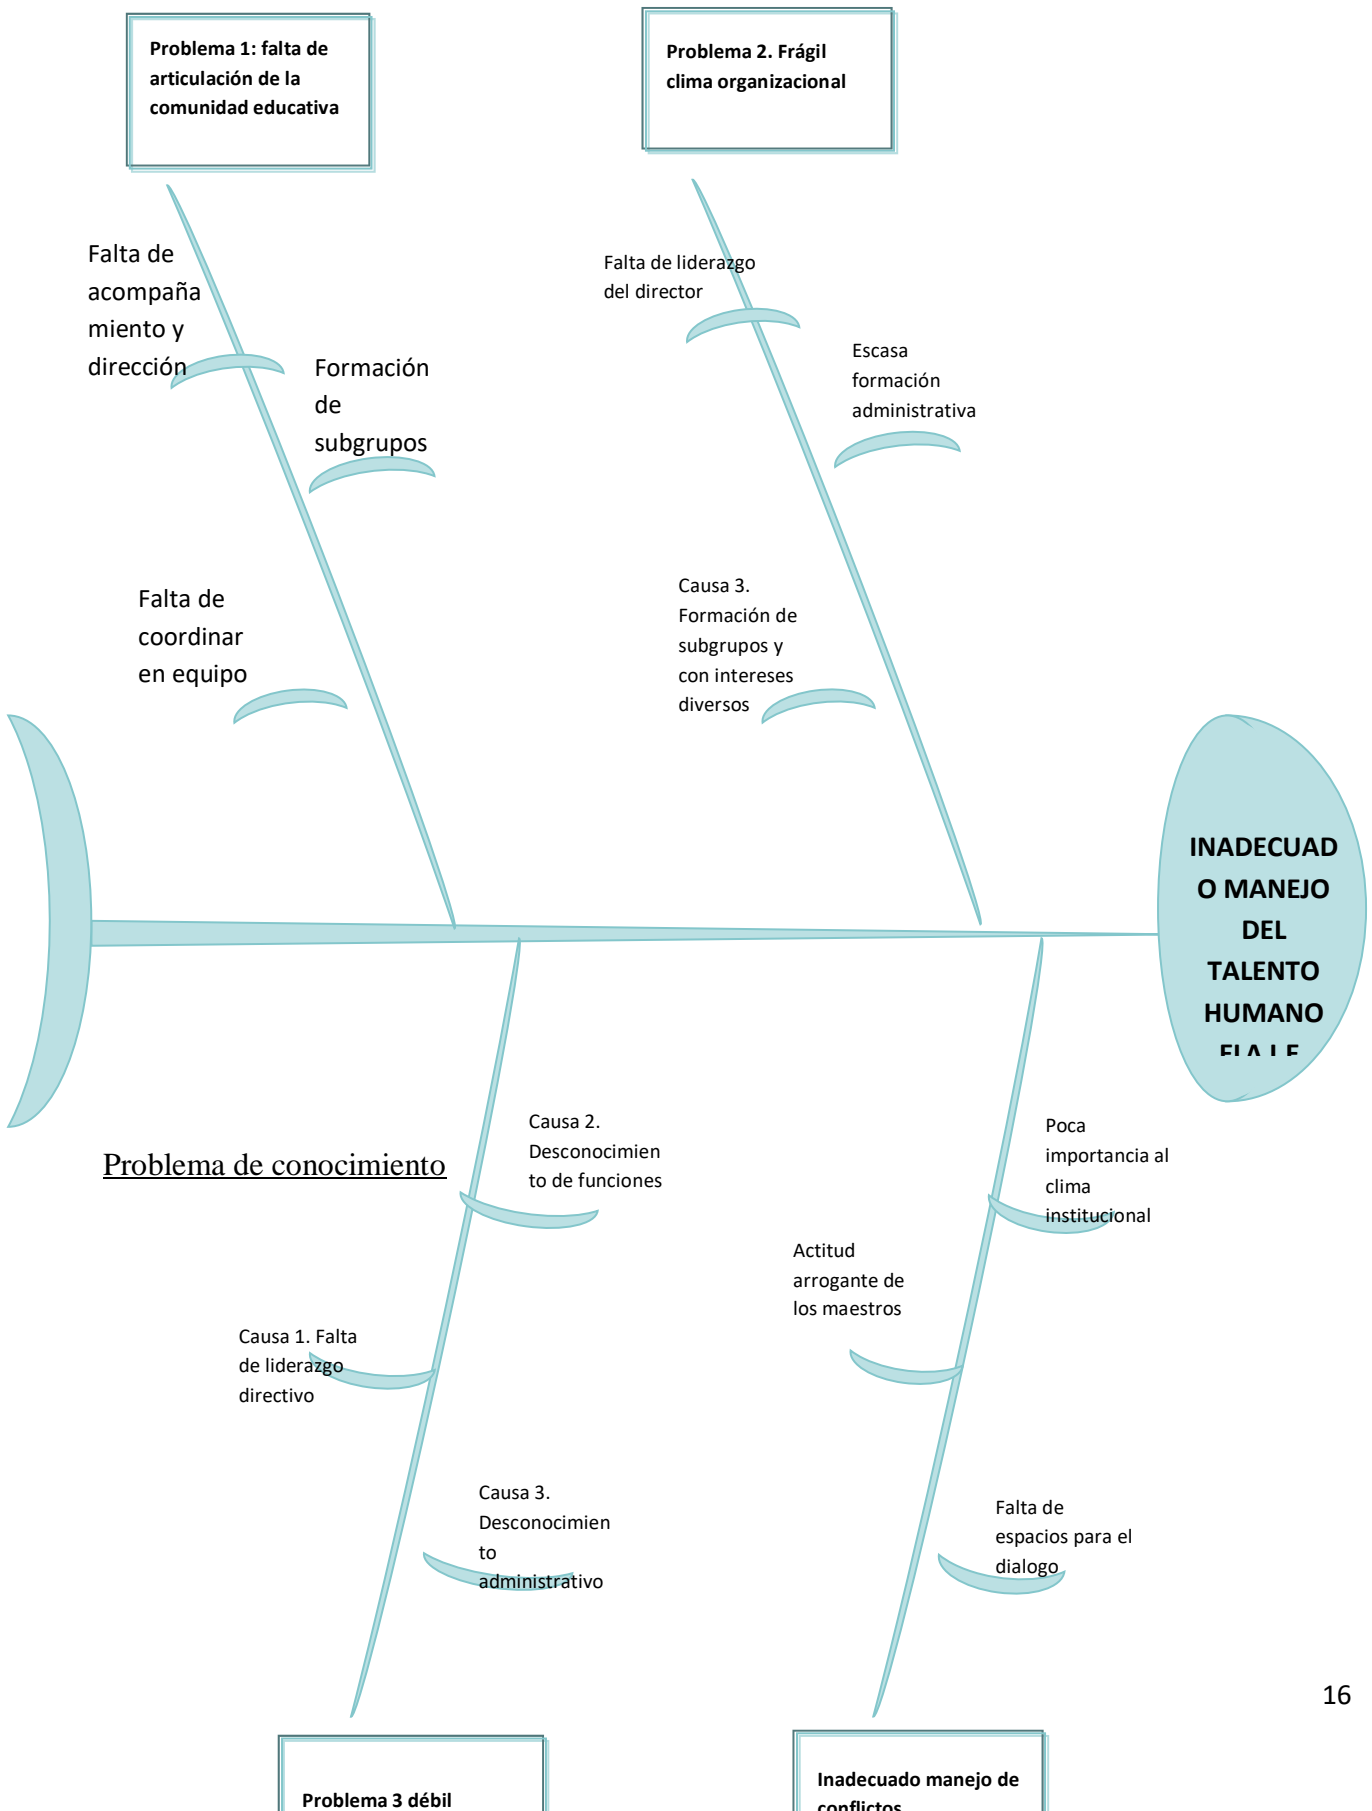 Problema 1: falta de
articulación de la
comunidad educativa
Problema 2. Frágil
clima organizacional
Falta de
acompaña
miento y
dirección
Formación
de
subgrupos
Falta de
coordinar
en equipo
Falta de liderazgo
del director
Escasa
formación
administrativa
Causa 3.
Formación de
subgrupos y
con intereses
diversos
INADECUAD
O MANEJO
DEL
TALENTO
HUMANO
Problema de conocimiento
Causa 2.
Desconocimien
to de funciones
Causa 1. Falta
de liderazgo
directivo
Causa 3.
Desconocimien
to
administrativo
Poca
importancia al
clima
institucional
Actitud
arrogante de
los maestros
Falta de
espacios para el
dialogo
16
Problema 3 débil
Inadecuado manejo de
conflictos